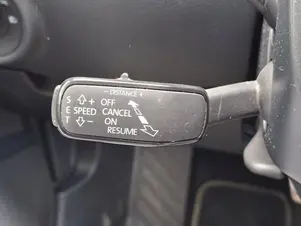 - DISTANCE +
S + OFF
E SPEED CANCEL
T - ON
RESUME